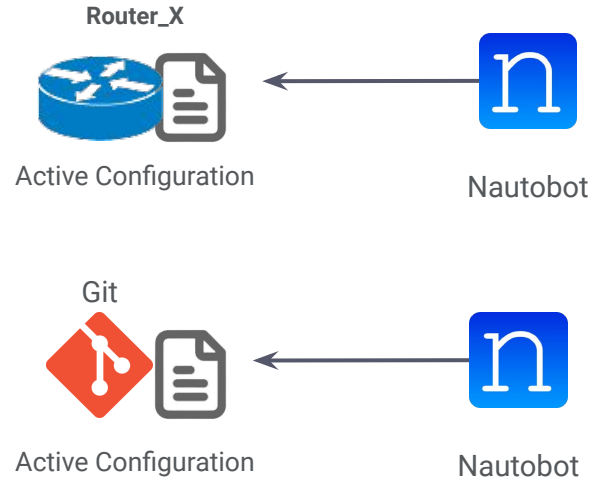 Router_X
n
Active Configuration
Nautobot
Git
n
Active Configuration
Nautobot